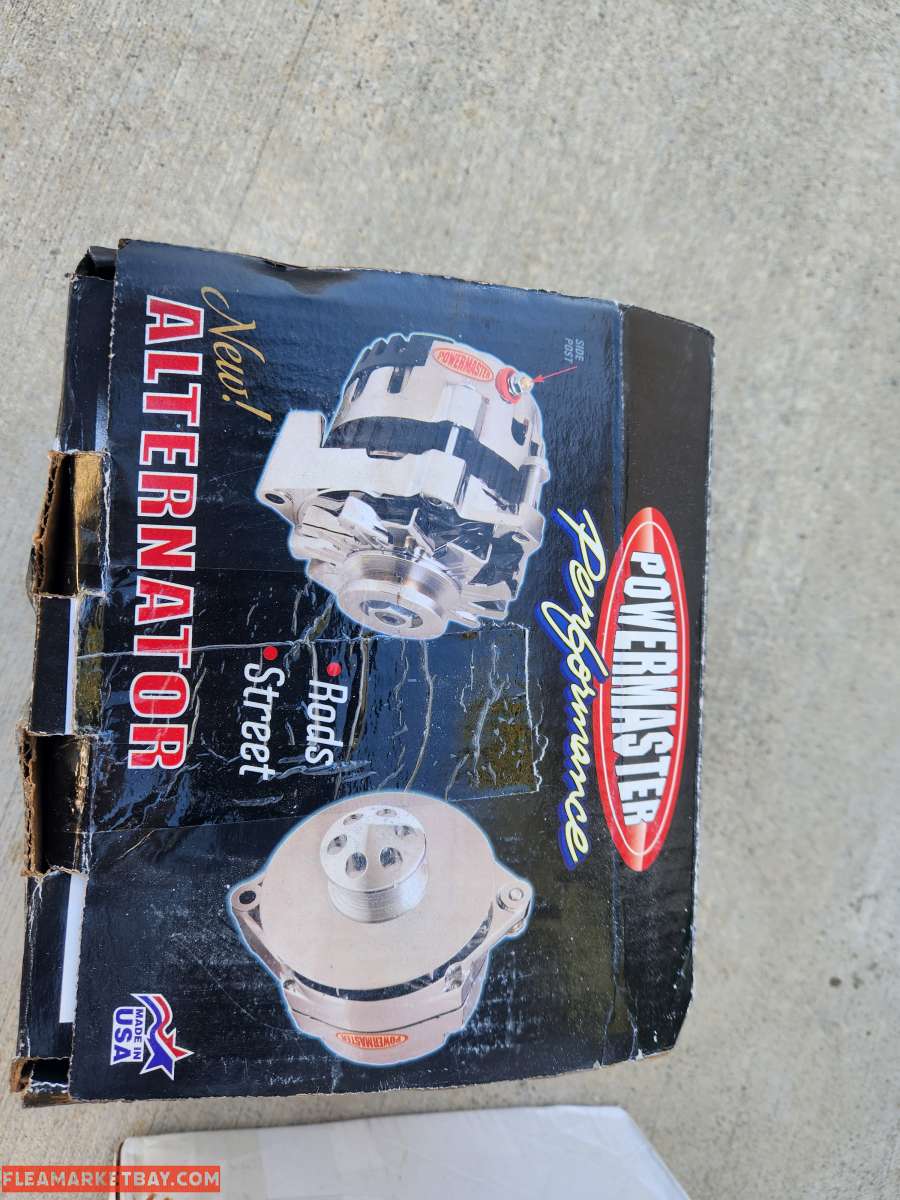 POWERMASTER
Performance
SIDE
POST
POWERMASTER
• Rods
• Street
POWERMASTER
New!
ALTERNATOR
MADE IN
USA
FLEAMARKETBAY.COM